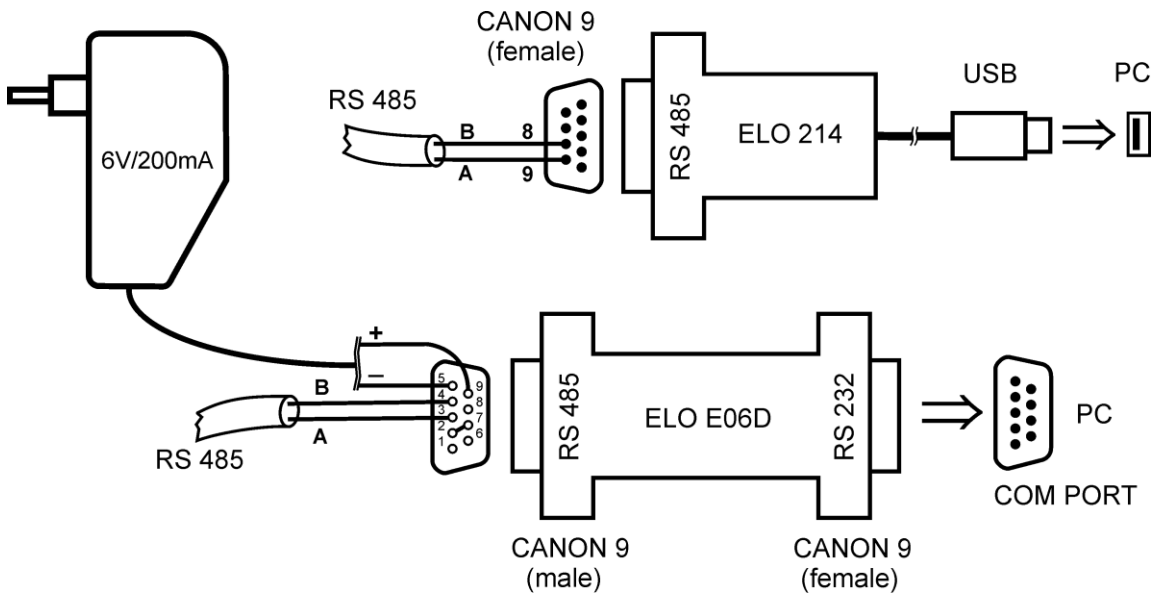 CANON 9
(female)
USB
PC
RS 485
6V/200mA
B
8
A
9
RS 485
ELO 214
+
–
B
A
RS 485
5
4
3
2
1
9
8
7
6
RS 485
ELO E06D
RS 232
PC
COM PORT
CANON 9
(male)
CANON 9
(female)